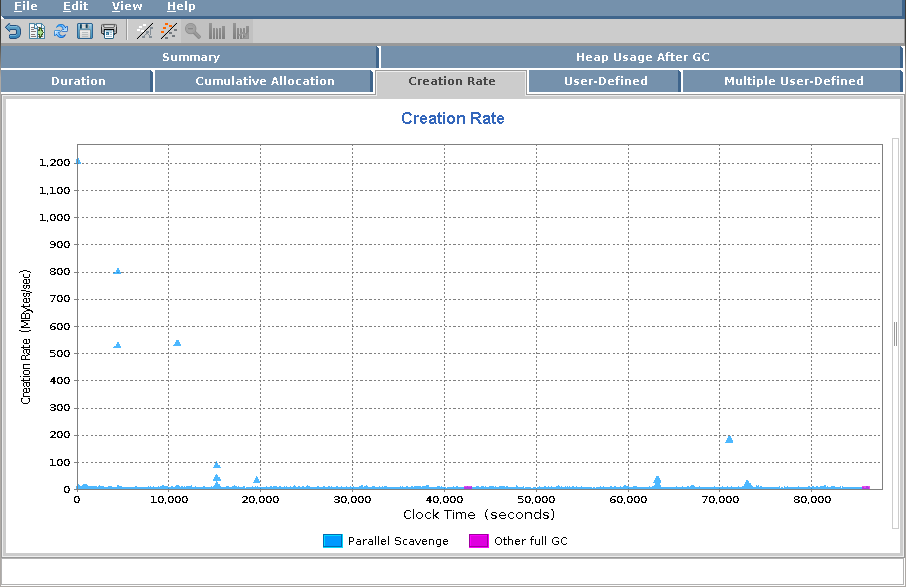 File Edit View Help
Summary Heap Usage After GC
Duration Cumulative Allocation Creation Rate User-Defined Multiple User-Defined
Creation Rate
1,200
1,100
1,000
900
800
700
600
500
400
300
200
100
0
Creation Rate (MBytes/sec)
0 10,000 20,000 30,000 40,000 50,000 60,000 70,000 80,000
Clock Time (seconds)
Parallel Scavenge Other full GC